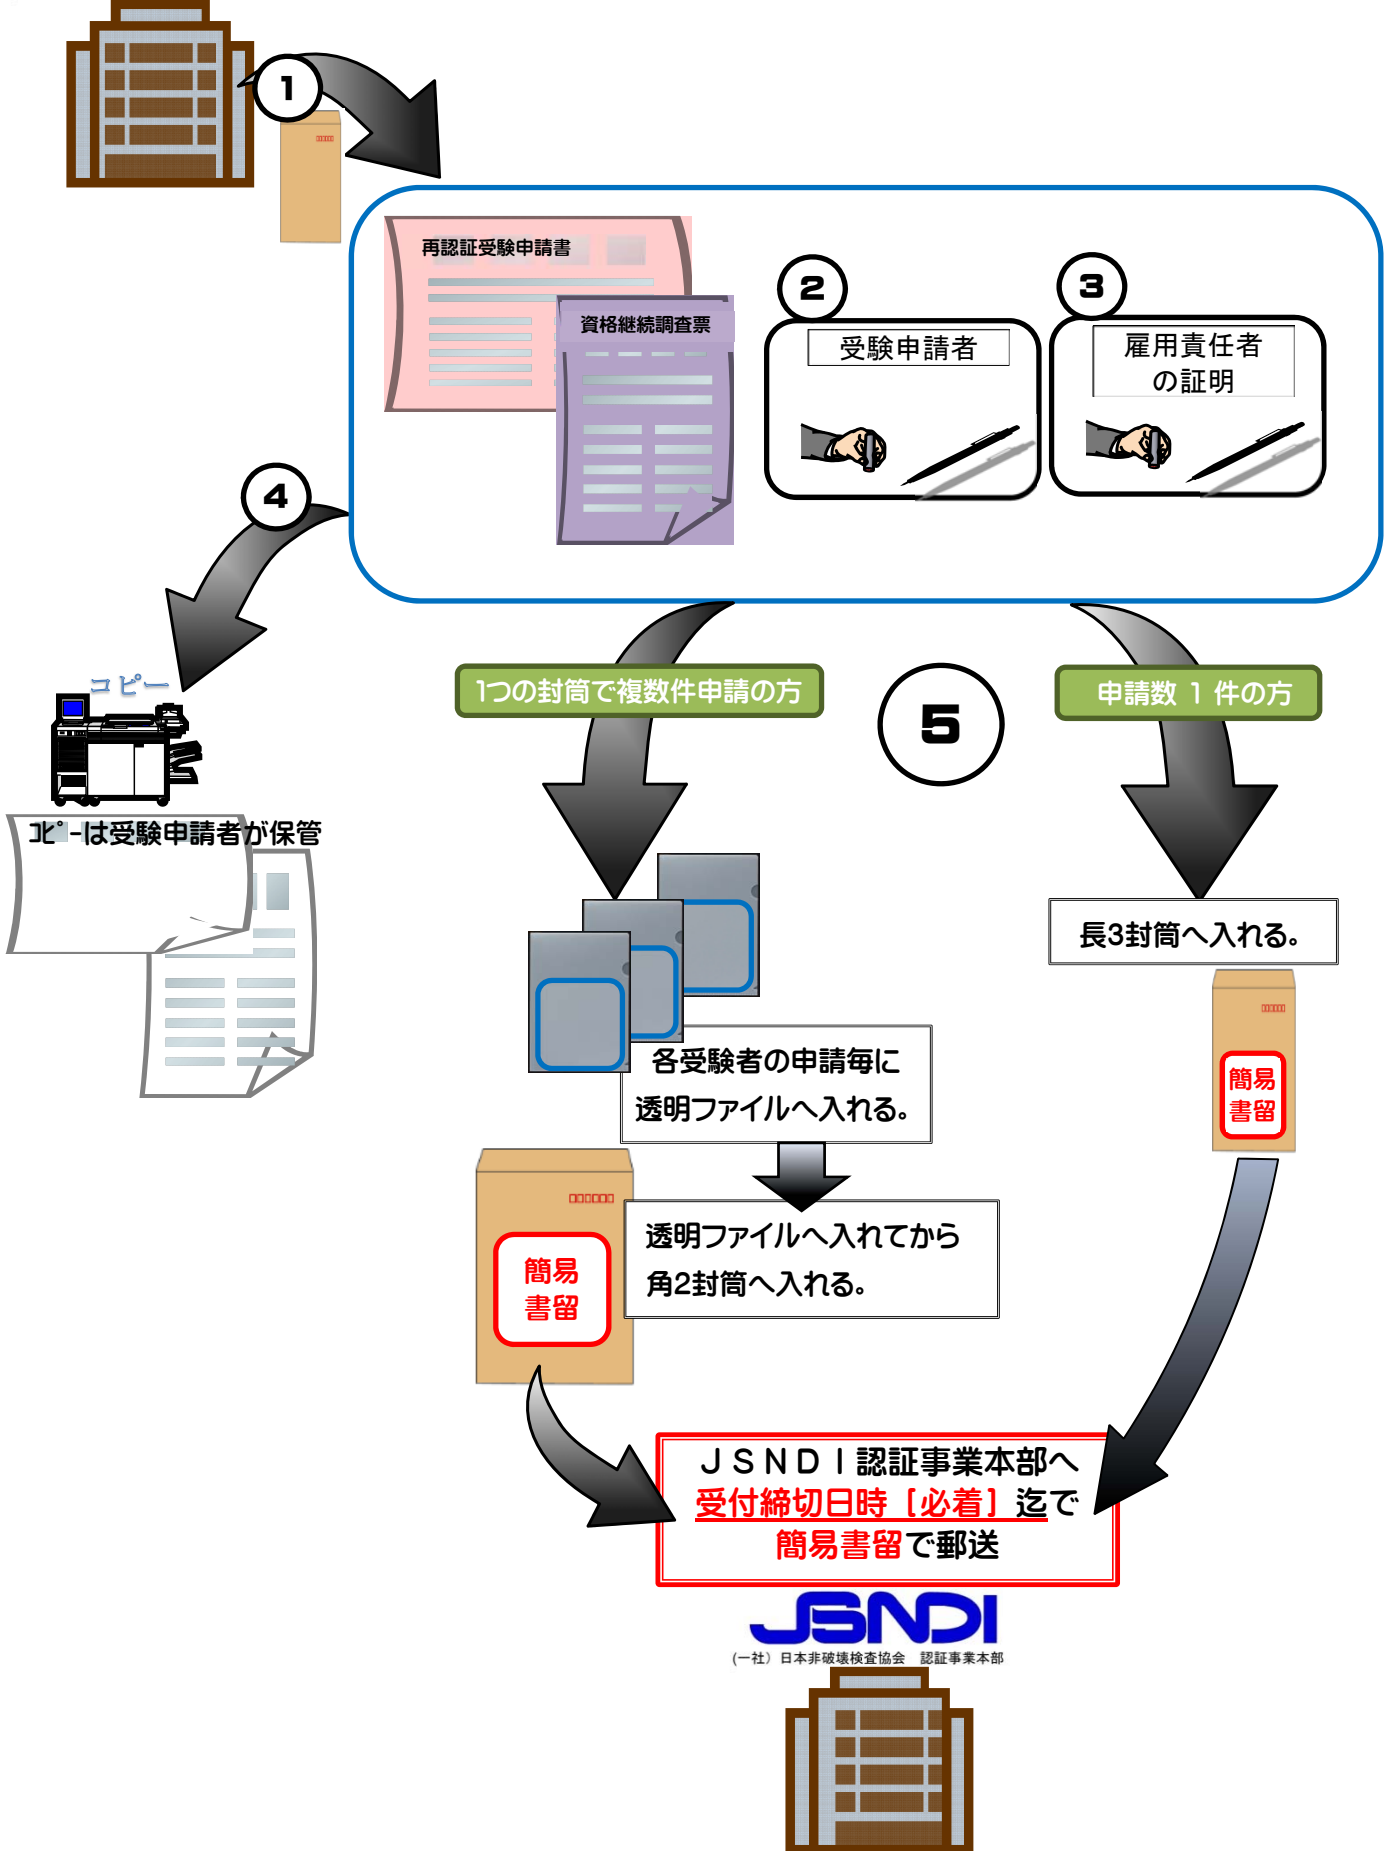 1
再認証受験申請書
資格継続調査票
2
受験申請者
3
雇用責任者
の証明
4
コピー
ｺﾋﾟｰは受験申請者が保管
1つの封筒で複数件申請の方
5
申請数 1 件の方
長3封筒へ入れる。
各受験者の申請毎に
透明ファイルへ入れる。
簡易
書留
透明ファイルへ入れてから
角2封筒へ入れる。
簡易
書留
ＪＳＮＤＩ認証事業本部へ
受付締切日時［必着］迄で
簡易書留で郵送
JSNDI
(一社）日本非破壊検査協会　認証事業本部